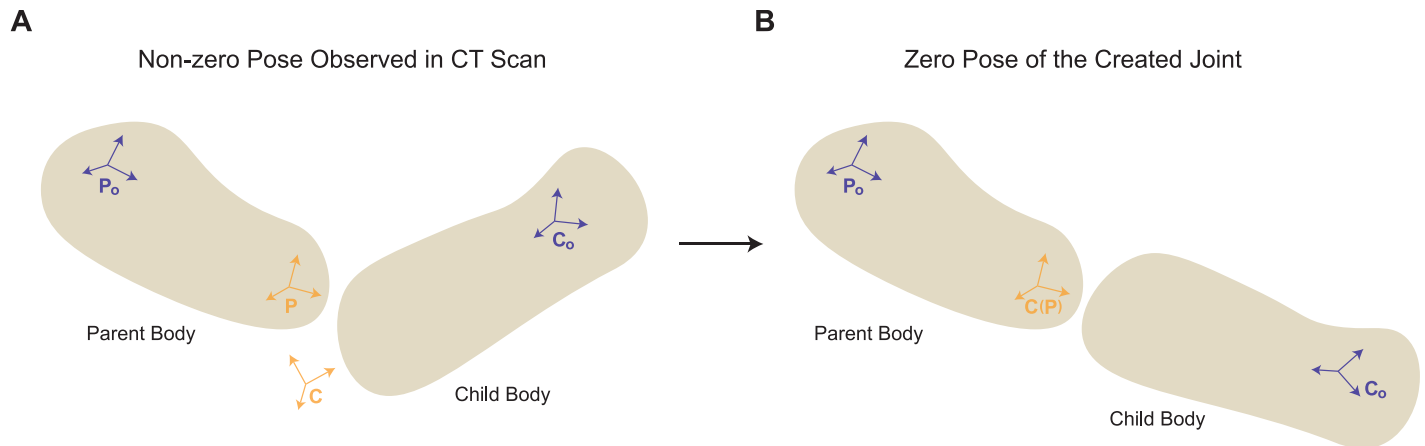 A
Non-zero Pose Observed in CT Scan
Pₒ
P
Cₒ
Parent Body
C
Child Body
B
Zero Pose of the Created Joint
Pₒ
C(P)
Parent Body
Cₒ
Child Body